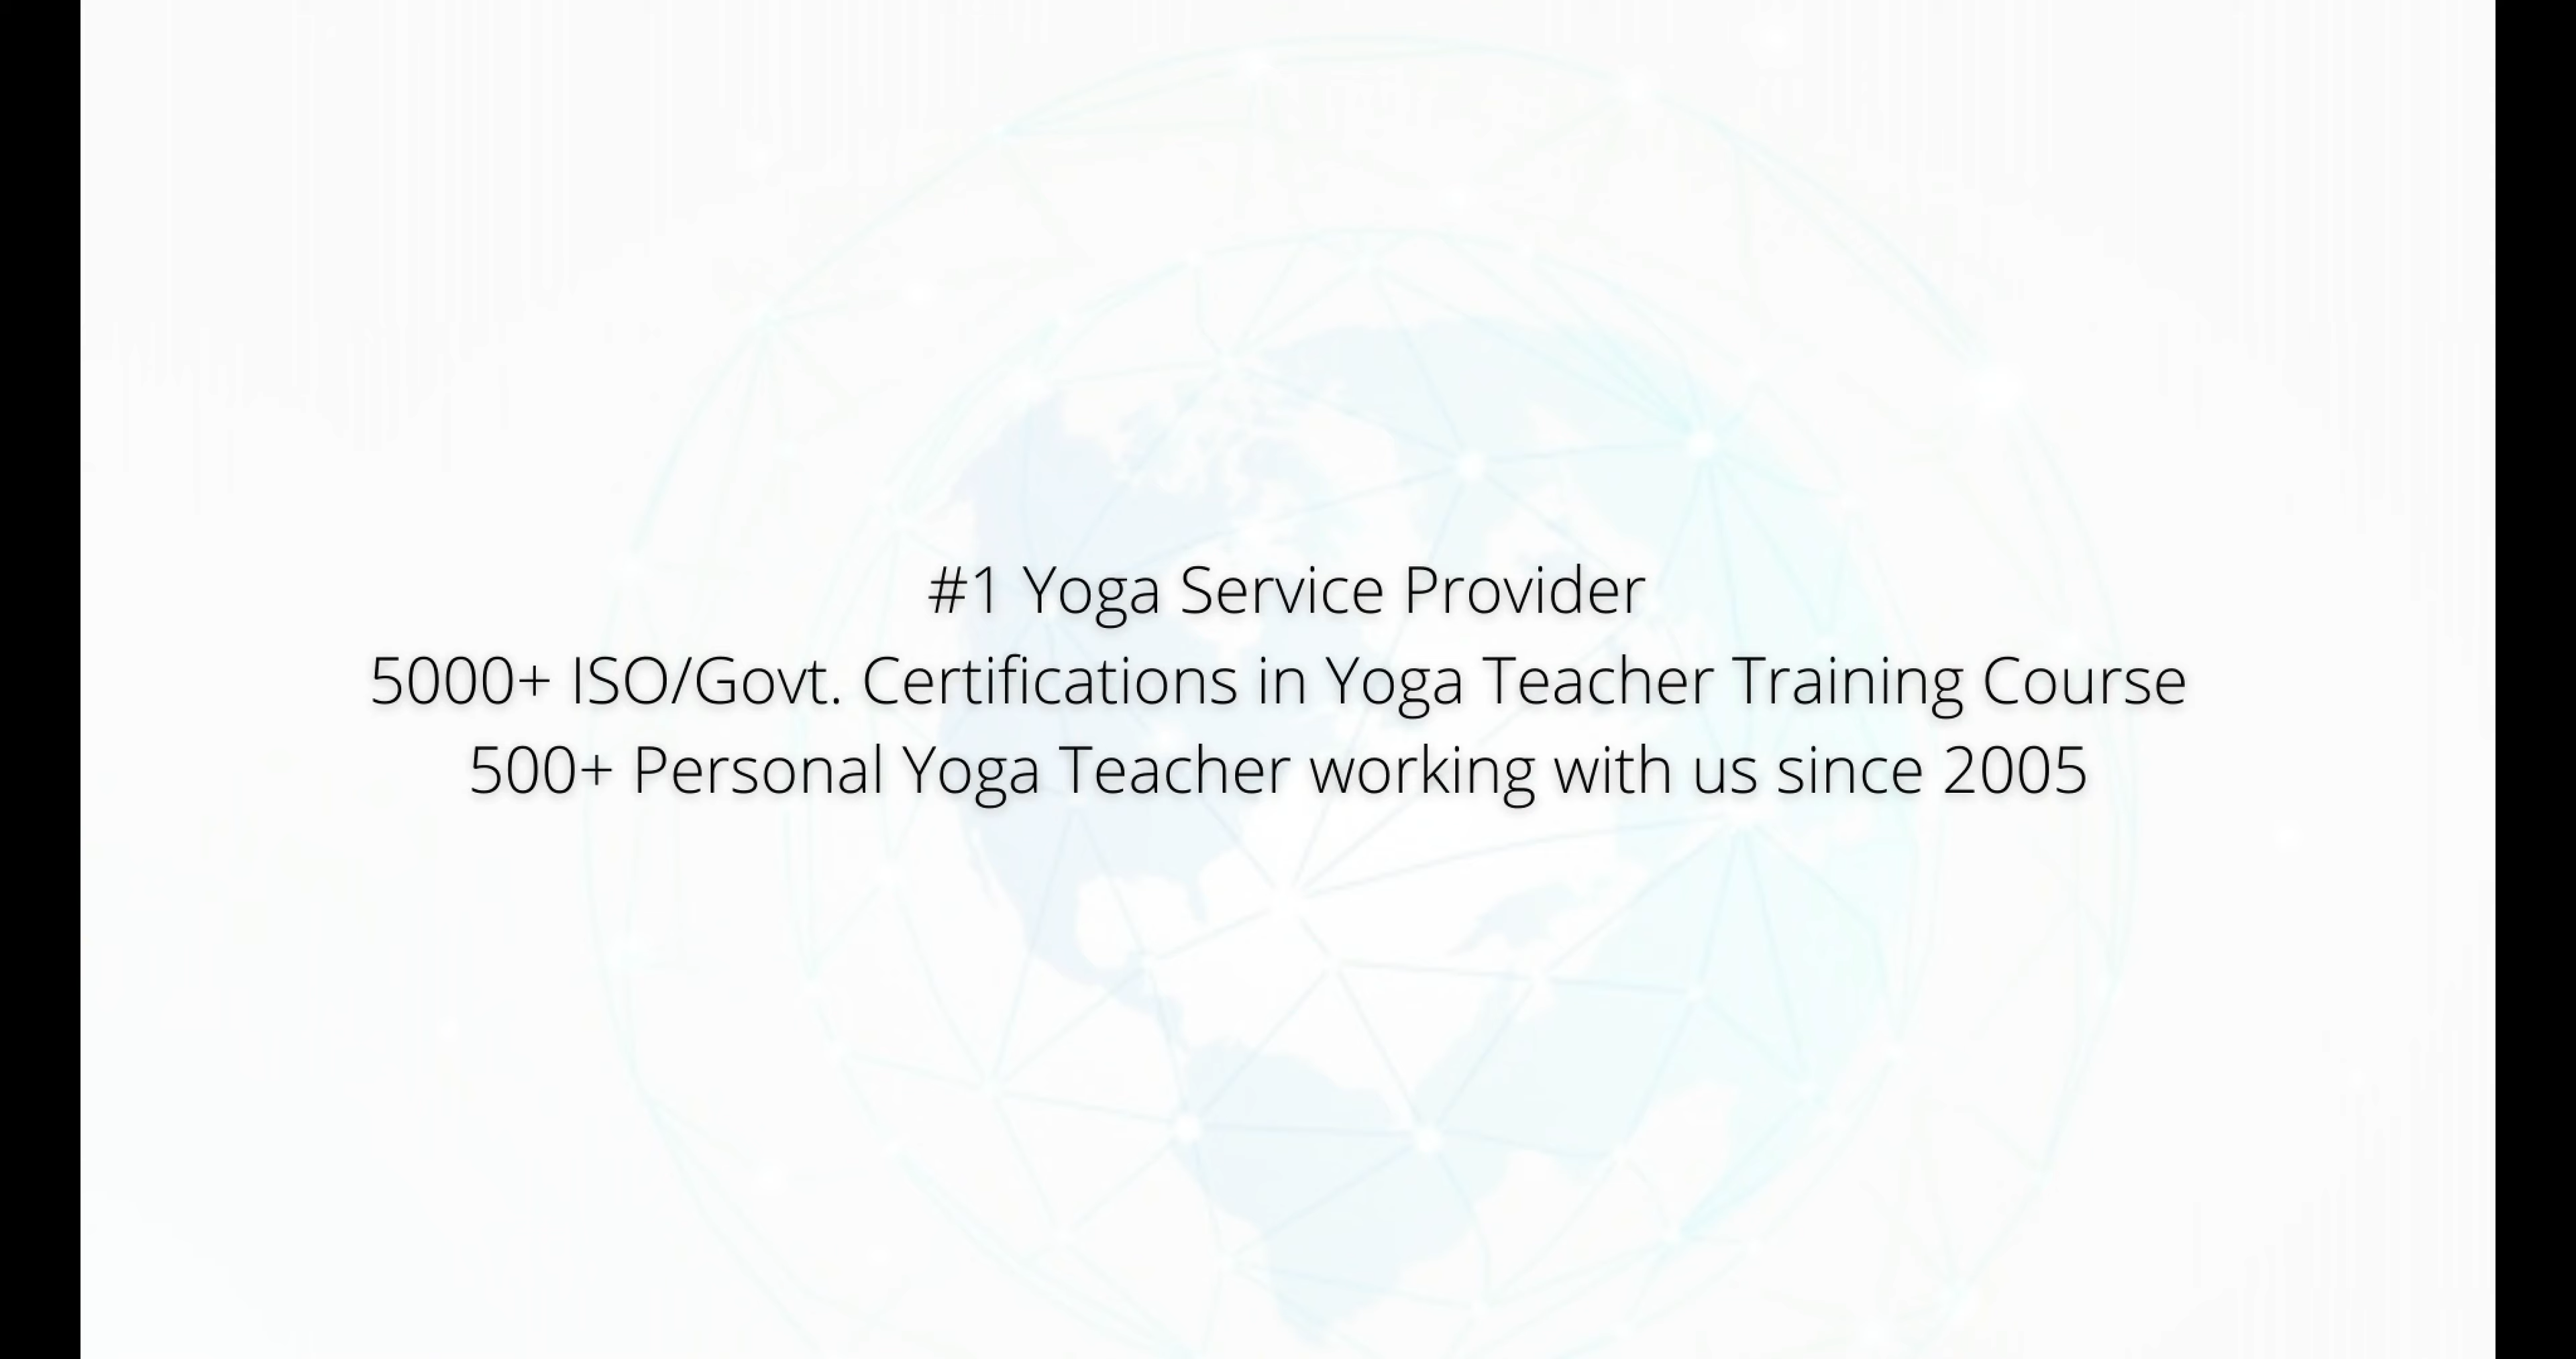 #1 Yoga Service Provider
5000+ ISO/Govt. Certifications in Yoga Teacher Training Course
500+ Personal Yoga Teacher working with us since 2005